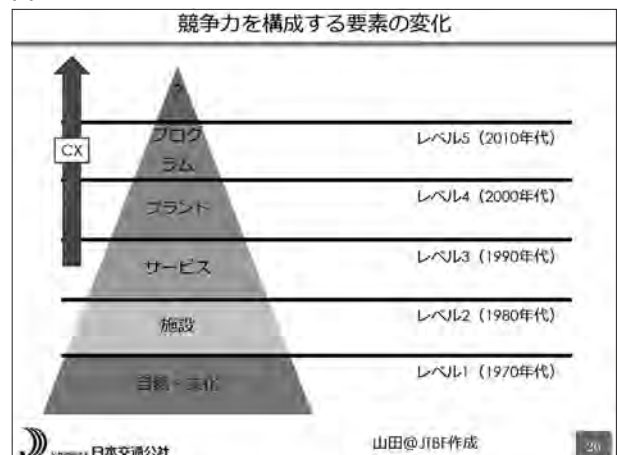 競争力を構成する要素の変化
?
CX
プログ
ラム
レベル5（2010年代）
ブランド
レベル4（2000年代）
サービス
レベル3（1990年代）
施設
レベル2（1980年代）
自然・文化
レベル1（1970年代）
日本交通公社
山田@JTBF作成
20